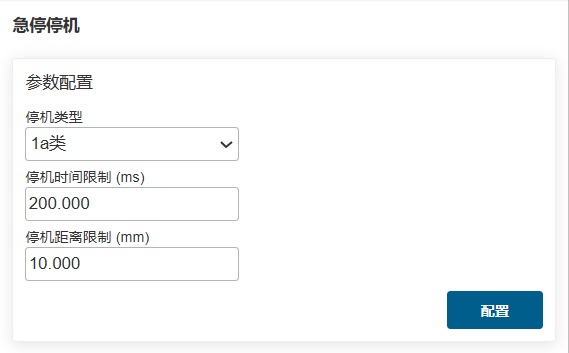 急停停机
参数配置
停机类型
1a类
停机时间限制 (ms)
200.000
停机距离限制 (mm)
10.000
配置